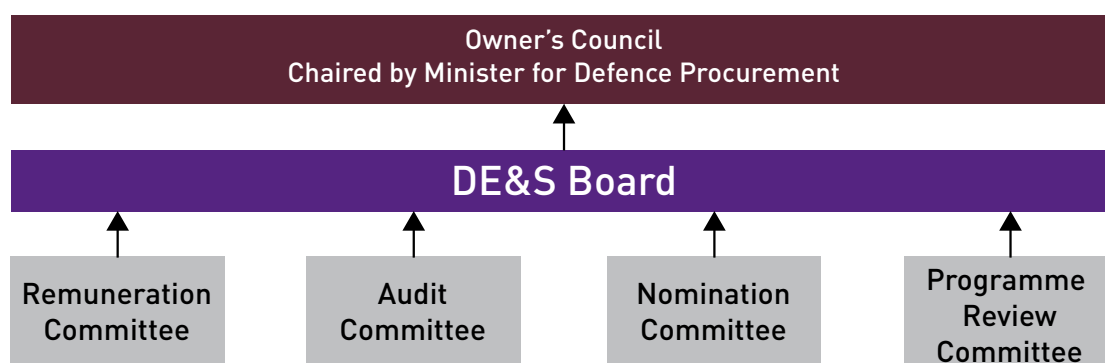 Owner’s Council
Chaired by Minister for Defence Procurement
DE&S Board
Remuneration
Committee
Audit
Committee
Nomination
Committee
Programme
Review
Committee